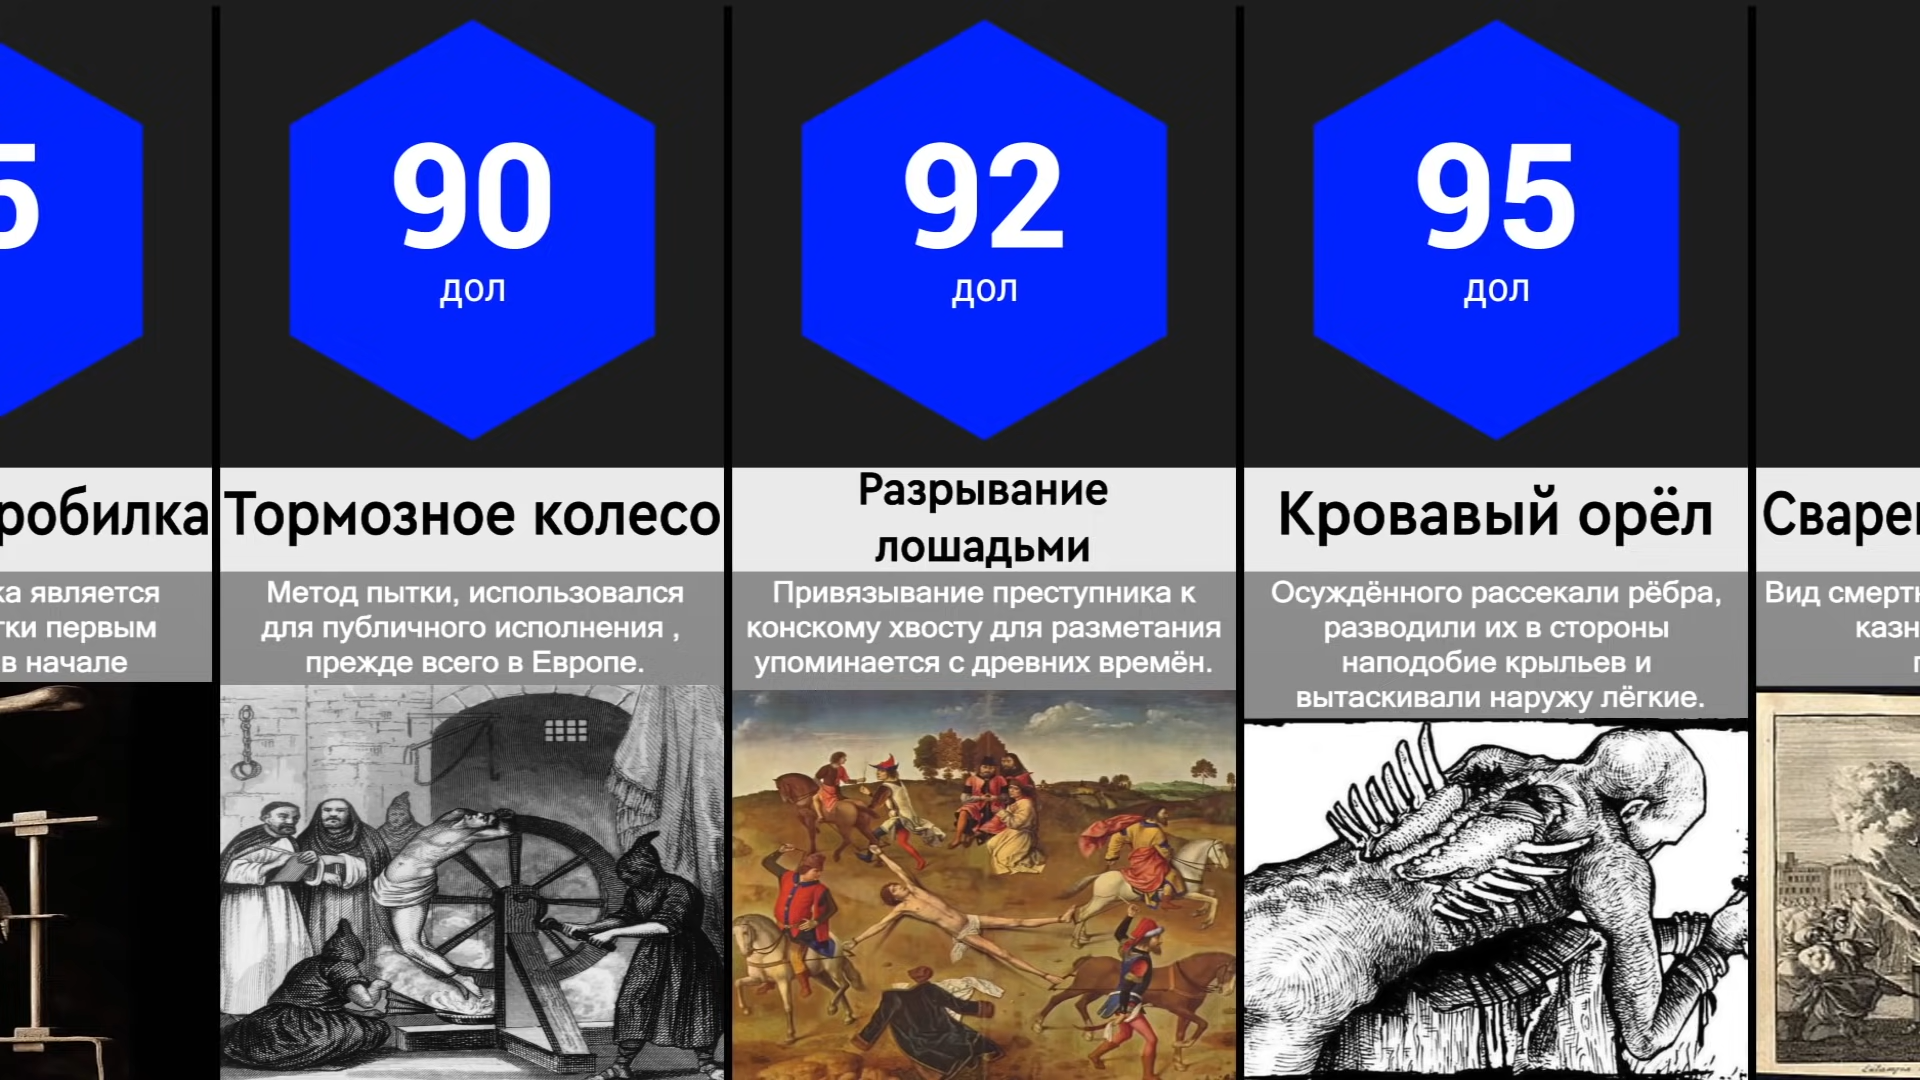 5
робилка
ка является
тки первым
в начале
90
дол
Тормозное колесо
Метод пытки, использовался
для публичного исполнения ,
прежде всего в Европе.
92
дол
Разрывание
лошадьми
Привязывание преступника к
конскому хвосту для разметания
упоминается с древних времён.
95
дол
Кровавый орёл
Осуждённого рассекали рёбра,
разводили их в стороны
наподобие крыльев и
вытаскивали наружу лёгкие.
Сваре
Вид смерт
казн